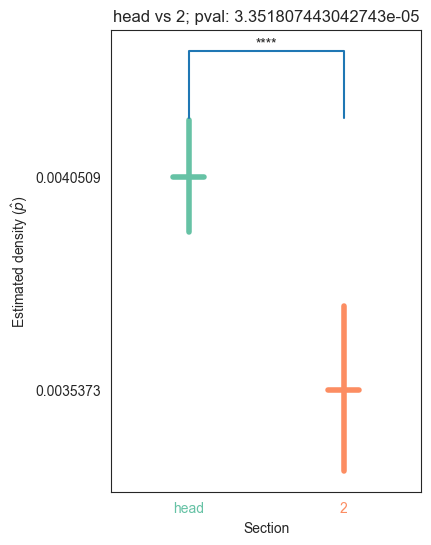 head vs 2; pval: 3.351807443042743e-05
****
0.0040509
Estimated density (p̂)
0.0035373
head
2
Section